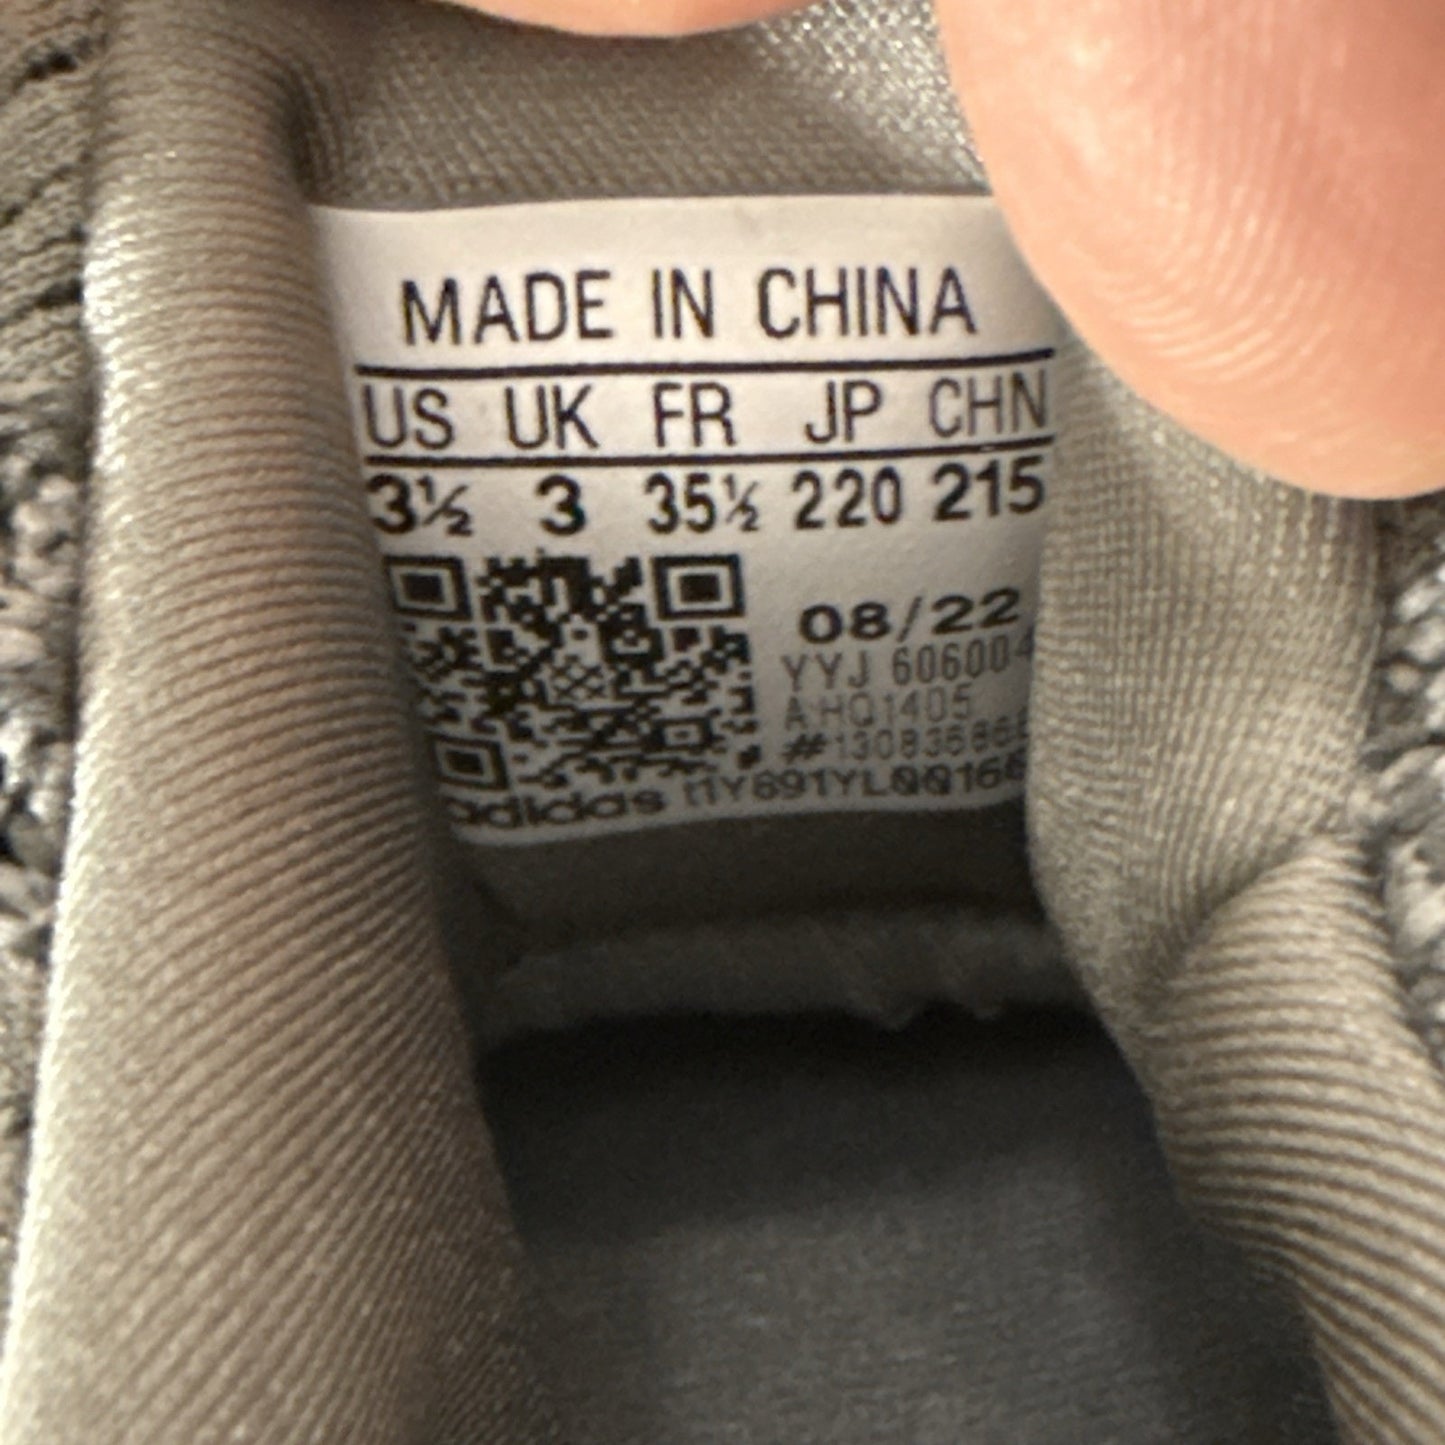 MADE IN CHINA
US UK FR JP CHN
3½ 3 35½ 220 215
08/22
YYJ 606004
AHQ1405
adidas